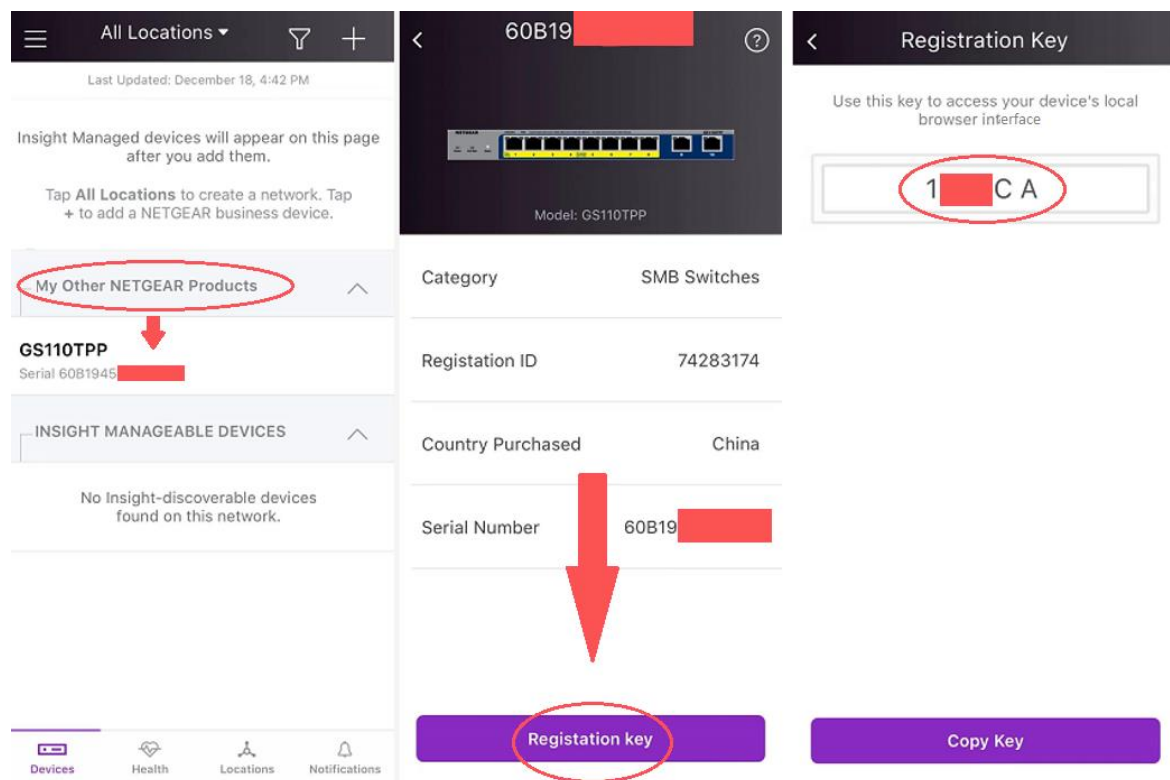 All Locations
Last Updated: December 18, 4:42 PM
Insight Managed devices will appear on this page
after you add them.
Tap All Locations to create a network. Tap
+ to add a NETGEAR business device.
My Other NETGEAR Products
GS110TPP
Serial 60B1945
INSIGHT MANAGEABLE DEVICES
No Insight-discoverable devices
found on this network.
Devices
Health
Locations
Notifications
60B19
?
NETGEAR
Model: GS110TPP
Category
SMB Switches
Registation ID
74283174
Country Purchased
China
Serial Number
60B19
Registation key
Registration Key
Use this key to access your device's local
browser interface
1 C A
Copy Key